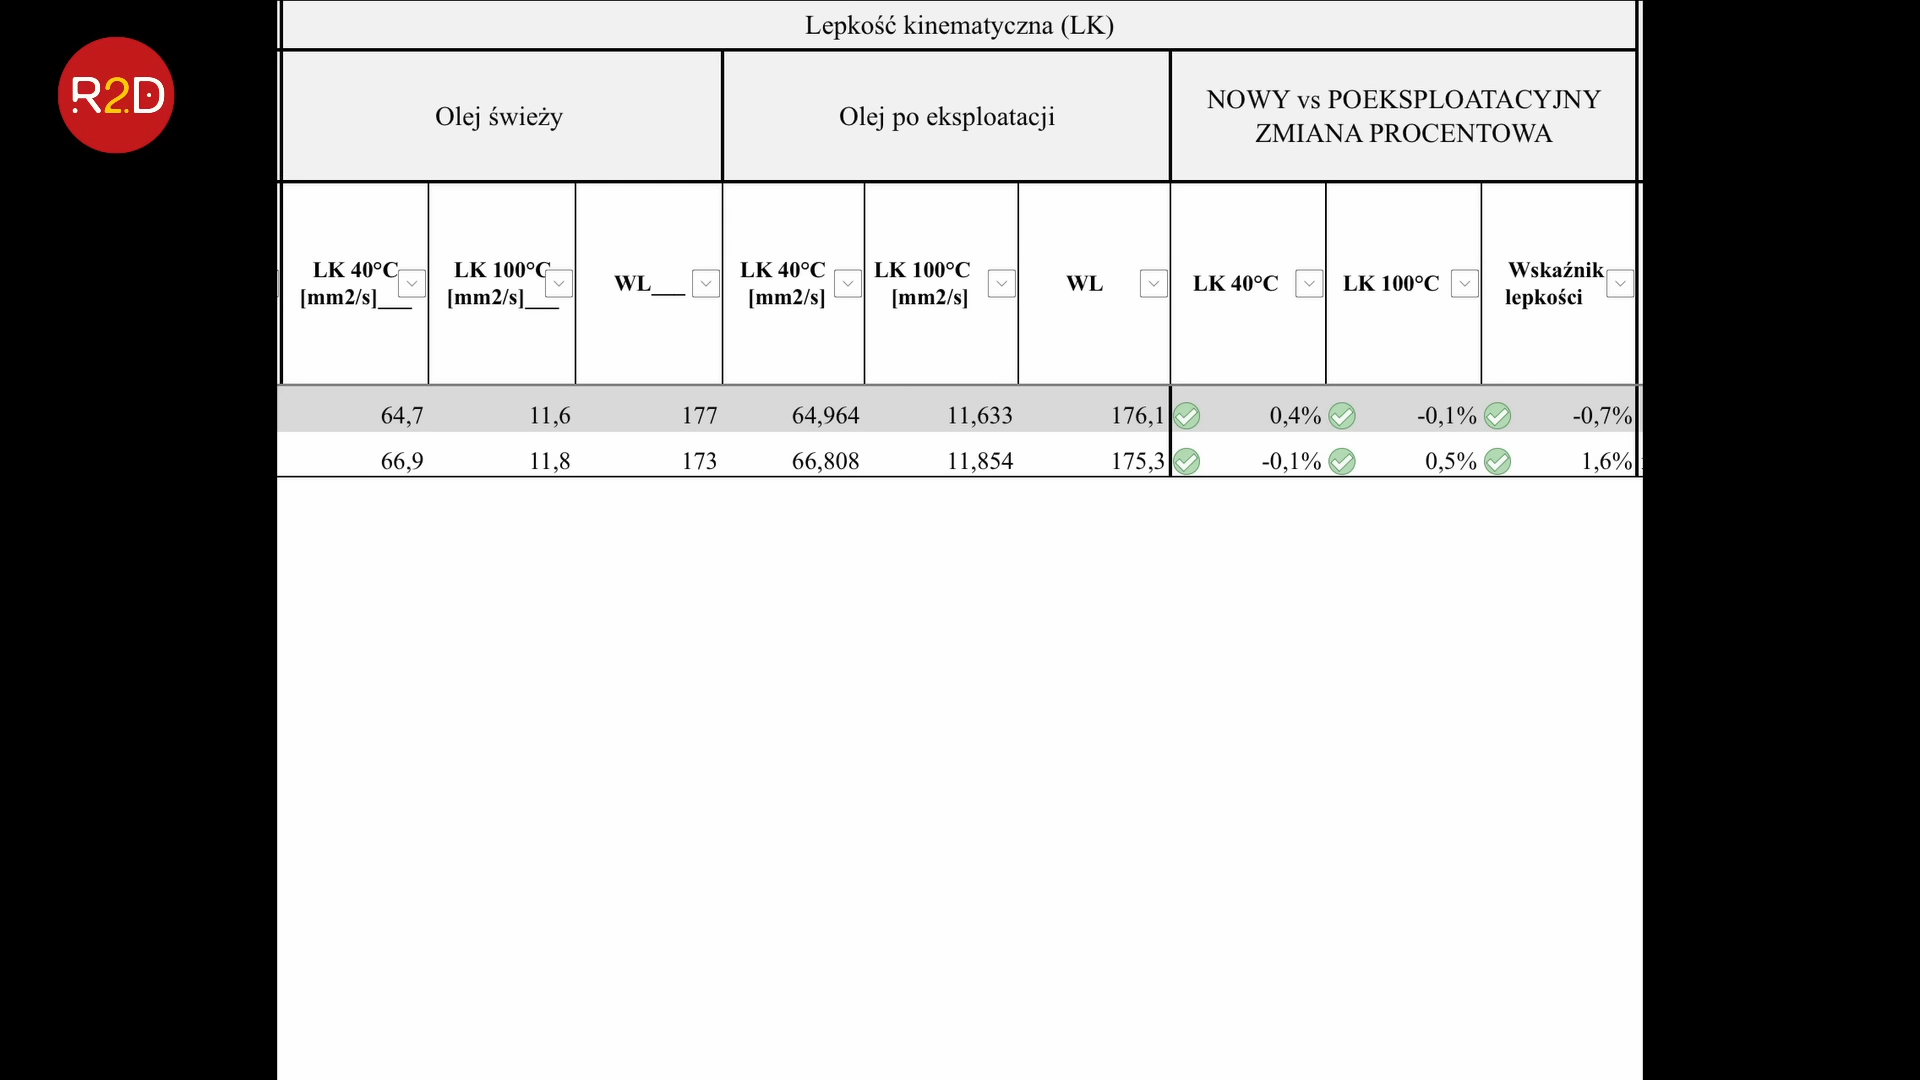 R2D
Lepkość kinematyczna (LK)
Olej świeży
Olej po eksploatacji
NOWY vs POEKSPLOATACYJNY
ZMIANA PROCENTOWA
LK 40°C
[mm2/s]___
LK 100°C
[mm2/s]___
WL___
LK 40°C
[mm2/s]
LK 100°C
[mm2/s]
WL
LK 40°C
LK 100°C
Wskaźnik
lepkości
64,7 11,6 177 64,964 11,633 176,1 0,4% -0,1% -0,7%
66,9 11,8 173 66,808 11,854 175,3 -0,1% 0,5% 1,6%